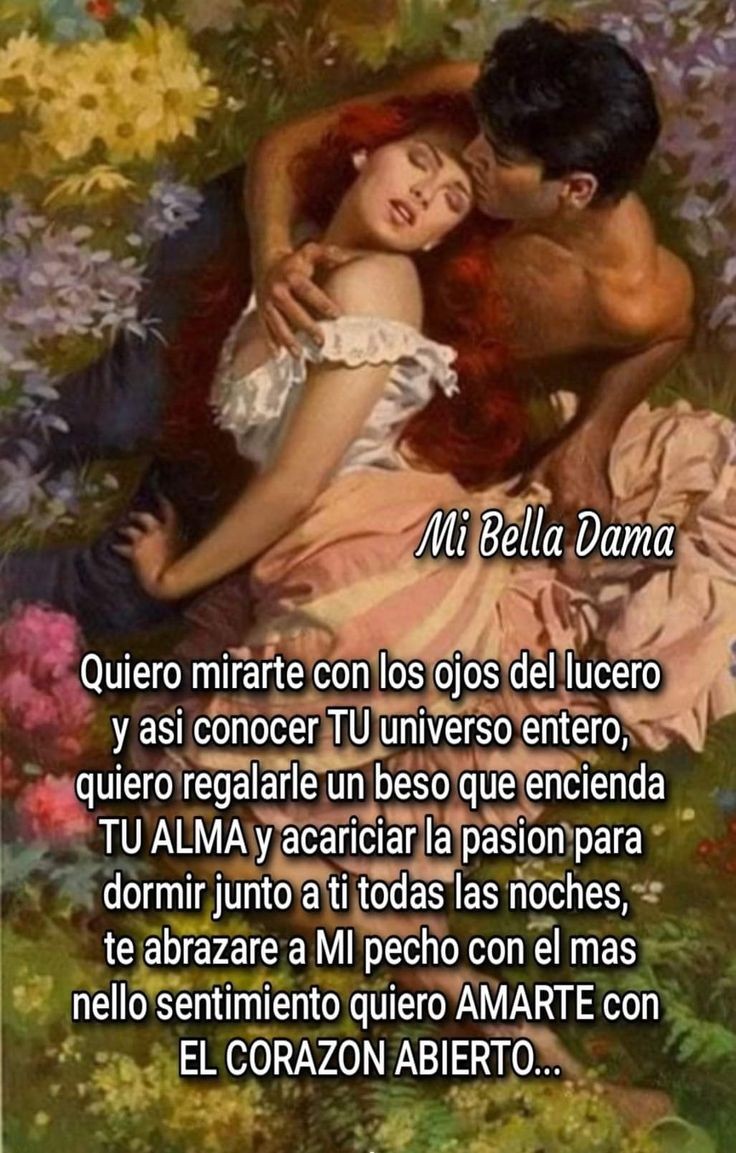 Mi Bella Dama
Quiero mirarte con los ojos del lucero
y asi conocer TU universo entero,
quiero regalarle un beso que encienda
TU ALMA y acariciar la pasion para
dormir junto a ti todas las noches,
te abrazare a MI pecho con el mas
nello sentimiento quiero AMARTE con
EL CORAZON ABIERTO...